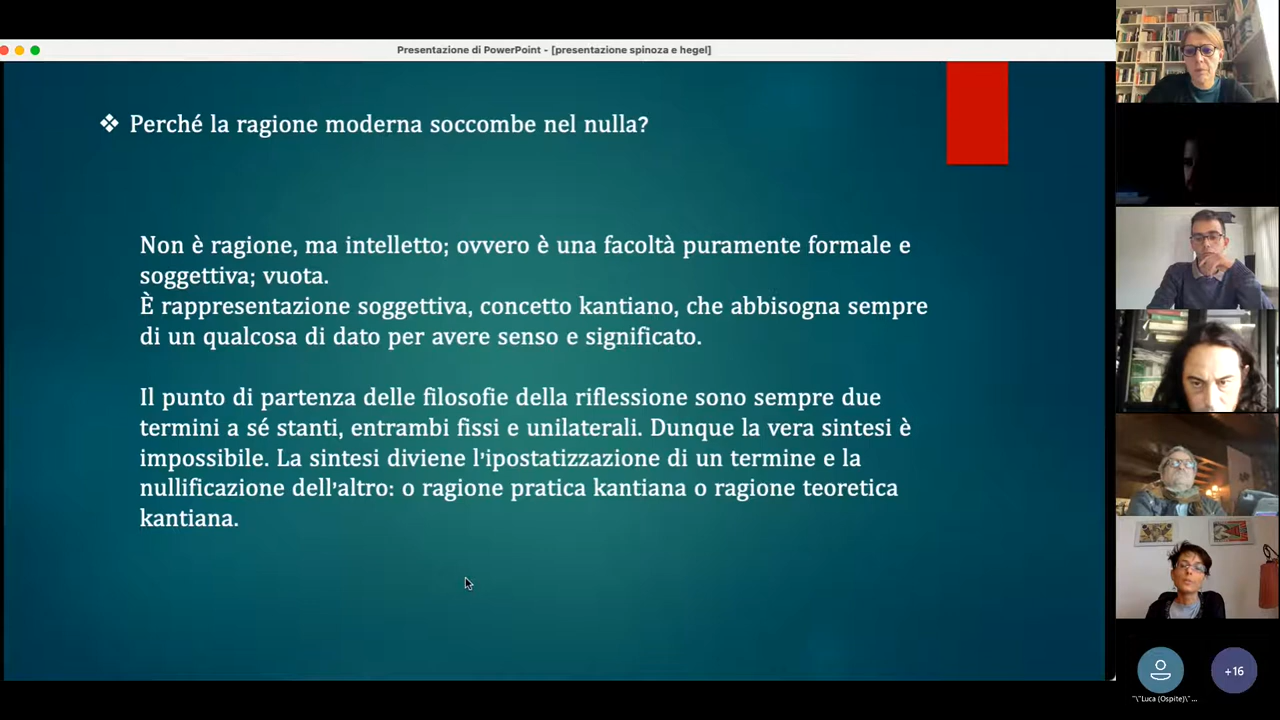 Presentazione di PowerPoint - [presentazione spinoza e hegel]
Perché la ragione moderna soccombe nel nulla?
Non è ragione, ma intelletto; ovvero è una facoltà puramente formale e
soggettiva; vuota.
È rappresentazione soggettiva, concetto kantiano, che abbisogna sempre
di un qualcosa di dato per avere senso e significato.
Il punto di partenza delle filosofie della riflessione sono sempre due
termini a sé stanti, entrambi fissi e unilaterali. Dunque la vera sintesi è
impossibile. La sintesi diviene l'ipostatizzazione di un termine e la
nullificazione dell'altro: o ragione pratica kantiana o ragione teoretica
kantiana.
+16
"\"Luca (Ospite)\" ...